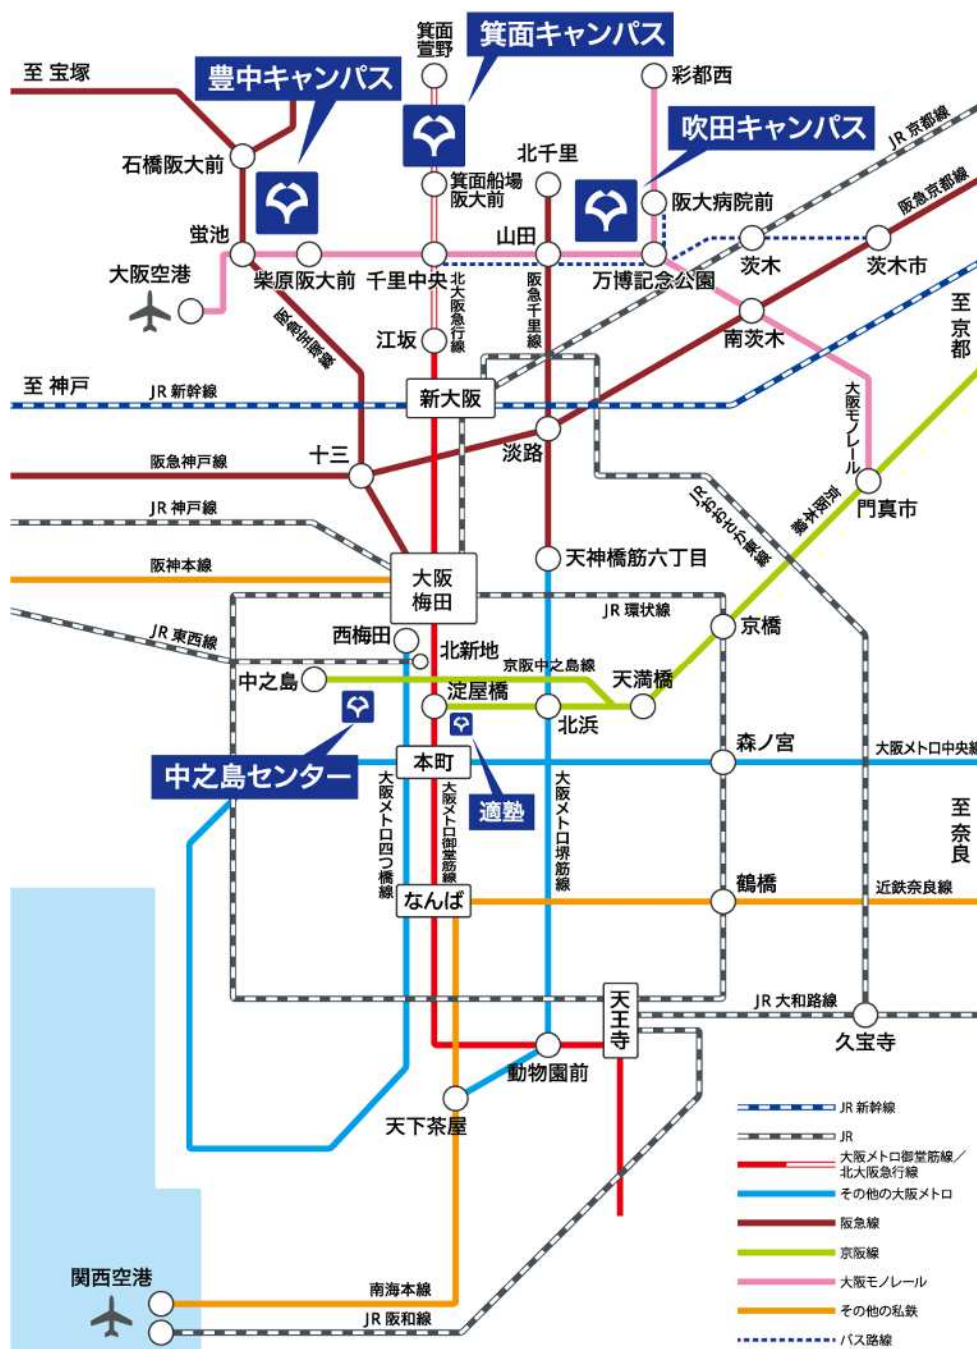 箕面
萱野
箕面キャンパス
至 宝塚
豊中キャンパス
彩都西
吹田キャンパス
JR 京都線
北千里
石橋阪大前
箕面船場
阪大前
阪大病院前
阪急京都線
蛍池
山田
大阪空港
柴原阪大前
千里中央
北大阪急行線
阪急千里線
万博記念公園
茨木
茨木市
阪急宝塚線
江坂
南茨木
至 京都
至 神戸
JR 新幹線
新大阪
大阪モノレール
十三
淡路
阪急神戸線
JRおおさか東線
京阪本線
門真市
JR 神戸線
天神橋筋六丁目
阪神本線
大阪
梅田
JR 環状線
西梅田
京橋
JR 東西線
北新地
京阪中之島線
中之島
淀屋橋
天満橋
北浜
森ノ宮
中之島センター
本町
大阪メトロ中央線
大阪メトロ四つ橋線
大阪メトロ御堂筋線
適塾
大阪メトロ堺筋線
至 奈良
鶴橋
なんば
近鉄奈良線
天王寺
JR 大和路線
動物園前
久宝寺
天下茶屋
JR 新幹線
JR
大阪メトロ御堂筋線／
北大阪急行線
その他の大阪メトロ
阪急線
京阪線
大阪モノレール
その他の私鉄
バス路線
関西空港
南海本線
JR 阪和線